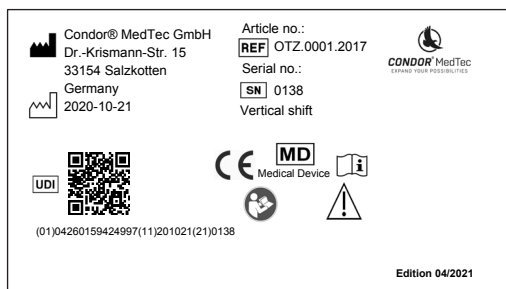 Condor® MedTec GmbH
Dr.-Krismann-Str. 15
33154 Salzkotten
Germany
2020-10-21
Article no.:
REF OTZ.0001.2017
Serial no.:
SN 0138
Vertical shift
CONDOR® MedTec
EXPAND YOUR POSSIBILITIES
UDI
(01)04260159424997(11)201021(21)0138
CE MD
Medical Device
i
!
Edition 04/2021